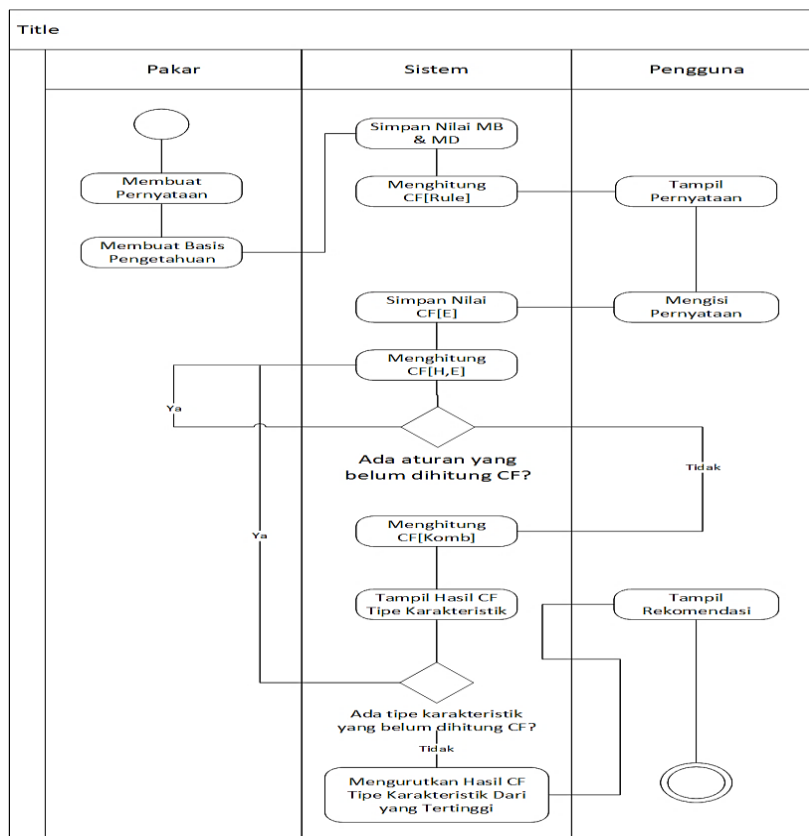 Title
Pakar
Sistem
Pengguna
Simpan Nilai MB
& MD
Membuat
Pernyataan
Menghitung
CF[Rule]
Tampil
Pernyataan
Membuat Basis
Pengetahuan
Simpan Nilai
CF[E]
Mengisi
Pernyataan
Menghitung
CF[H,E]
Ya
Ada aturan yang
belum dihitung CF?
Tidak
Menghitung
CF[Komb]
Ya
Tampil Hasil CF
Tipe Karakteristik
Tampil
Rekomendasi
Ada tipe karakteristik
yang belum dihitung CF?
Tidak
Mengurutkan Hasil CF
Tipe Karakteristik Dari
yang Tertinggi